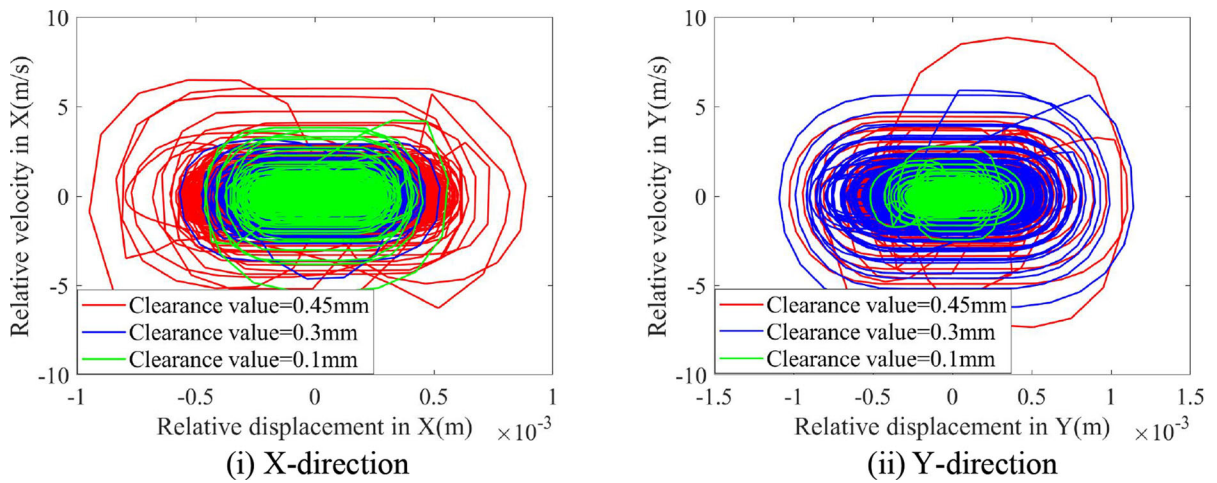 10
5
0
-5
-10
Relative velocity in X(m/s)
Clearance value=0.45mm
Clearance value=0.3mm
Clearance value=0.1mm
-1 -0.5 0 0.5 1
Relative displacement in X(m) ×10⁻³
(i) X-direction
10
5
0
-5
-10
Relative velocity in Y(m/s)
Clearance value=0.45mm
Clearance value=0.3mm
Clearance value=0.1mm
-1.5 -1 -0.5 0 0.5 1 1.5
Relative displacement in Y(m) ×10⁻³
(ii) Y-direction